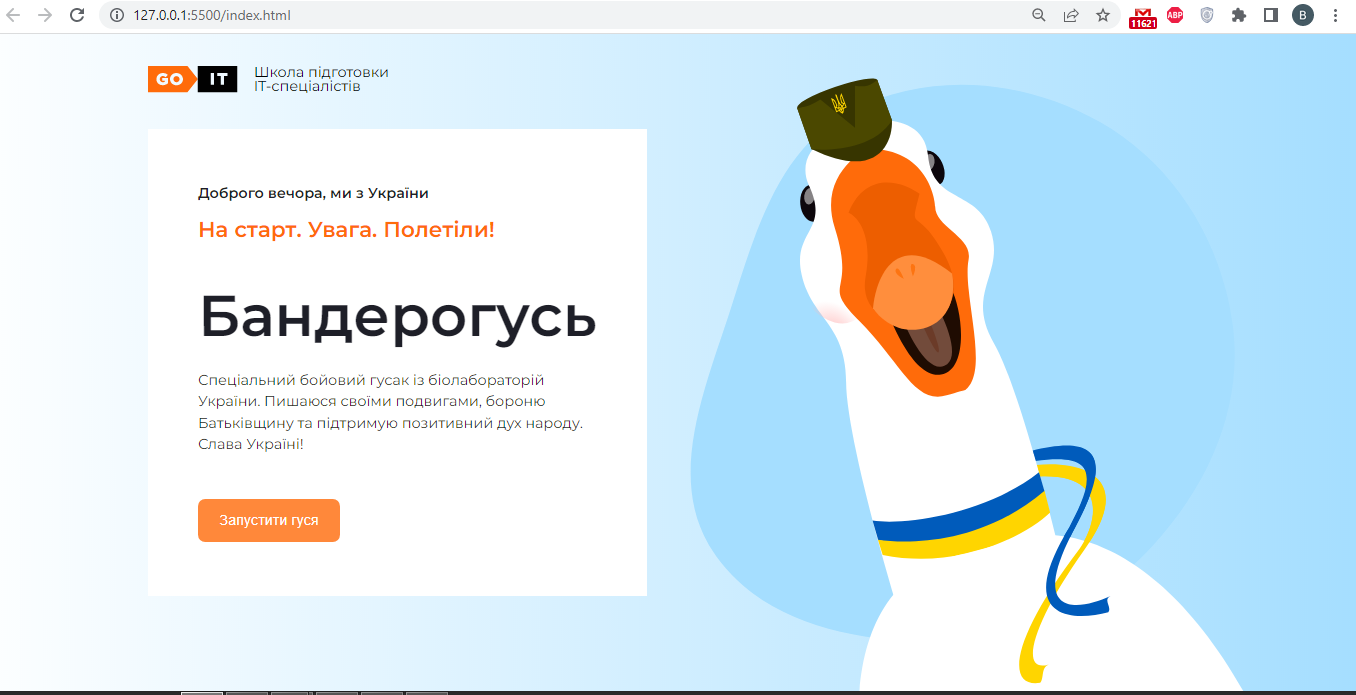 127.0.0.1:5500/index.html
11621
ABP
B
GO IT
Школа підготовки
ІТ-спеціалістів
Доброго вечора, ми з України
На старт. Увага. Полетіли!
Бандерогусь
Спеціальний бойовий гусак із біолабораторій
України. Пишаюся своїми подвигами, бороню
Батьківщину та підтримую позитивний дух народу.
Слава Україні!
Запустити гуся